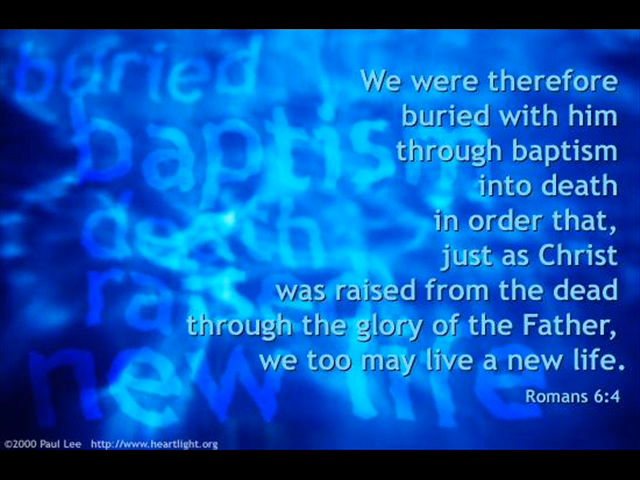 buried
baptism
death
raised
new life
We were therefore
buried with him
through baptism
into death
in order that,
just as Christ
was raised from the dead
through the glory of the Father,
we too may live a new life.
Romans 6:4
©2000 Paul Lee http://www.heartlight.org